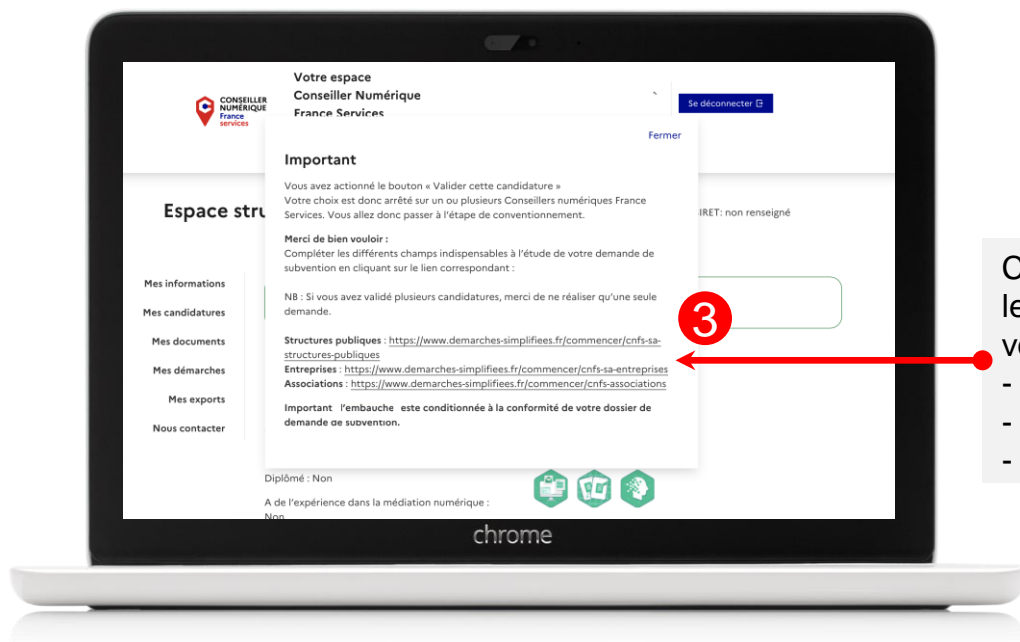 CONSEILLER
NUMÉRIQUE
France
services
Votre espace
Conseiller Numérique
France Services
Se déconnecter
Fermer
Important
Vous avez actionné le bouton « Valider cette candidature »
Votre choix est donc arrêté sur un ou plusieurs Conseillers numériques France
Services. Vous allez donc passer à l'étape de conventionnement.
Merci de bien vouloir :
Compléter les différents champs indispensables à l'étude de votre demande de
subvention en cliquant sur le lien correspondant :
NB : Si vous avez validé plusieurs candidatures, merci de ne réaliser qu'une seule
demande.
Structures publiques : https://www.demarches-simplifiees.fr/commencer/cnfs-sa-
structures-publiques
Entreprises : https://www.demarches-simplifiees.fr/commencer/cnfs-sa-entreprises
Associations : https://www.demarches-simplifiees.fr/commencer/cnfs-associations
Important l'embauche este conditionnée à la conformité de votre dossier de
demande de subvention.
Espace stru
IRET: non renseigné
Mes informations
Mes candidatures
Mes documents
Mes démarches
Mes exports
Nous contacter
Diplômé : Non
A de l'expérience dans la médiation numérique :
Non
3
le
-
-
-
chrome